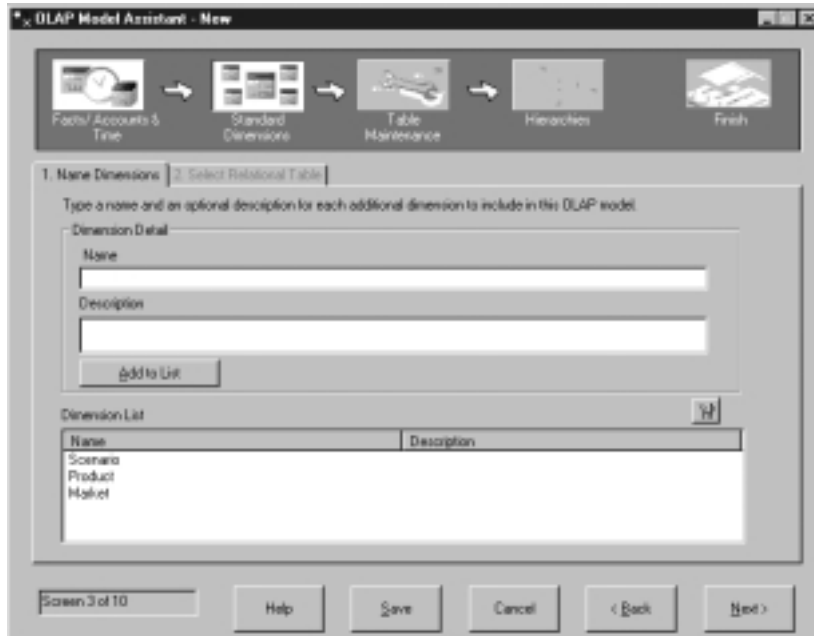 OLAP Model Assistant - New
Facts/Accounts & Time
Standard Dimensions
Table Maintenance
Hierarchies
Finish
1. Name Dimensions
2. Select Relational Table
Type a name and an optional description for each additional dimension to include in this OLAP model.
Dimension Detail
Name
Description
Add to List
Dimension List
Name Description
Scenario
Product
Market
Screen 3 of 10
Help
Save
Cancel
< Back
Next >